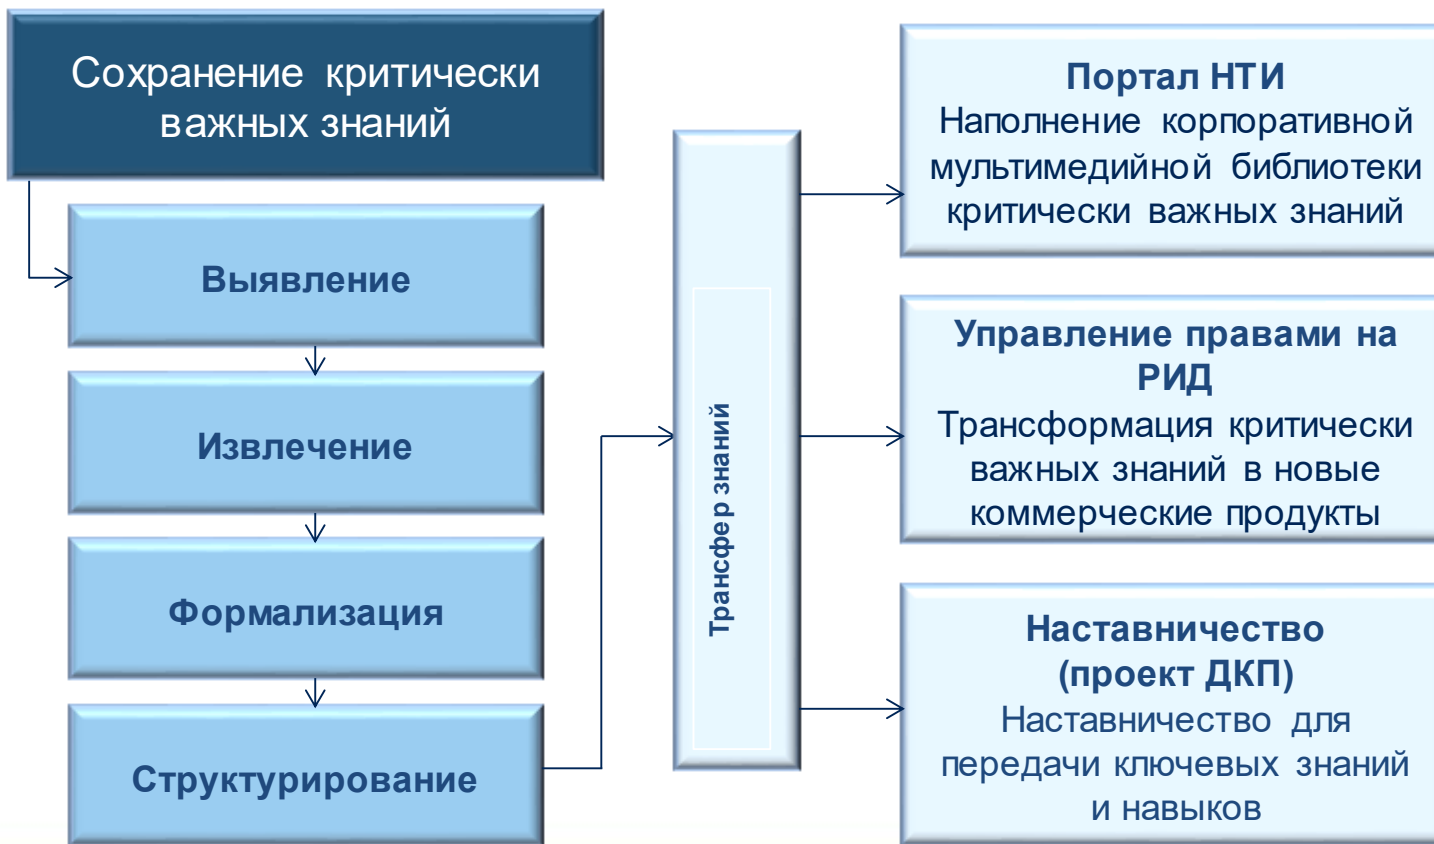 Сохранение критически
важных знаний
Выявление
Извлечение
Формализация
Структурирование
Трансфер знаний
Портал НТИ
Наполнение корпоративной
мультимедийной библиотеки
критически важных знаний
Управление правами на
РИД
Трансформация критически
важных знаний в новые
коммерческие продукты
Наставничество
(проект ДКП)
Наставничество для
передачи ключевых знаний
и навыков